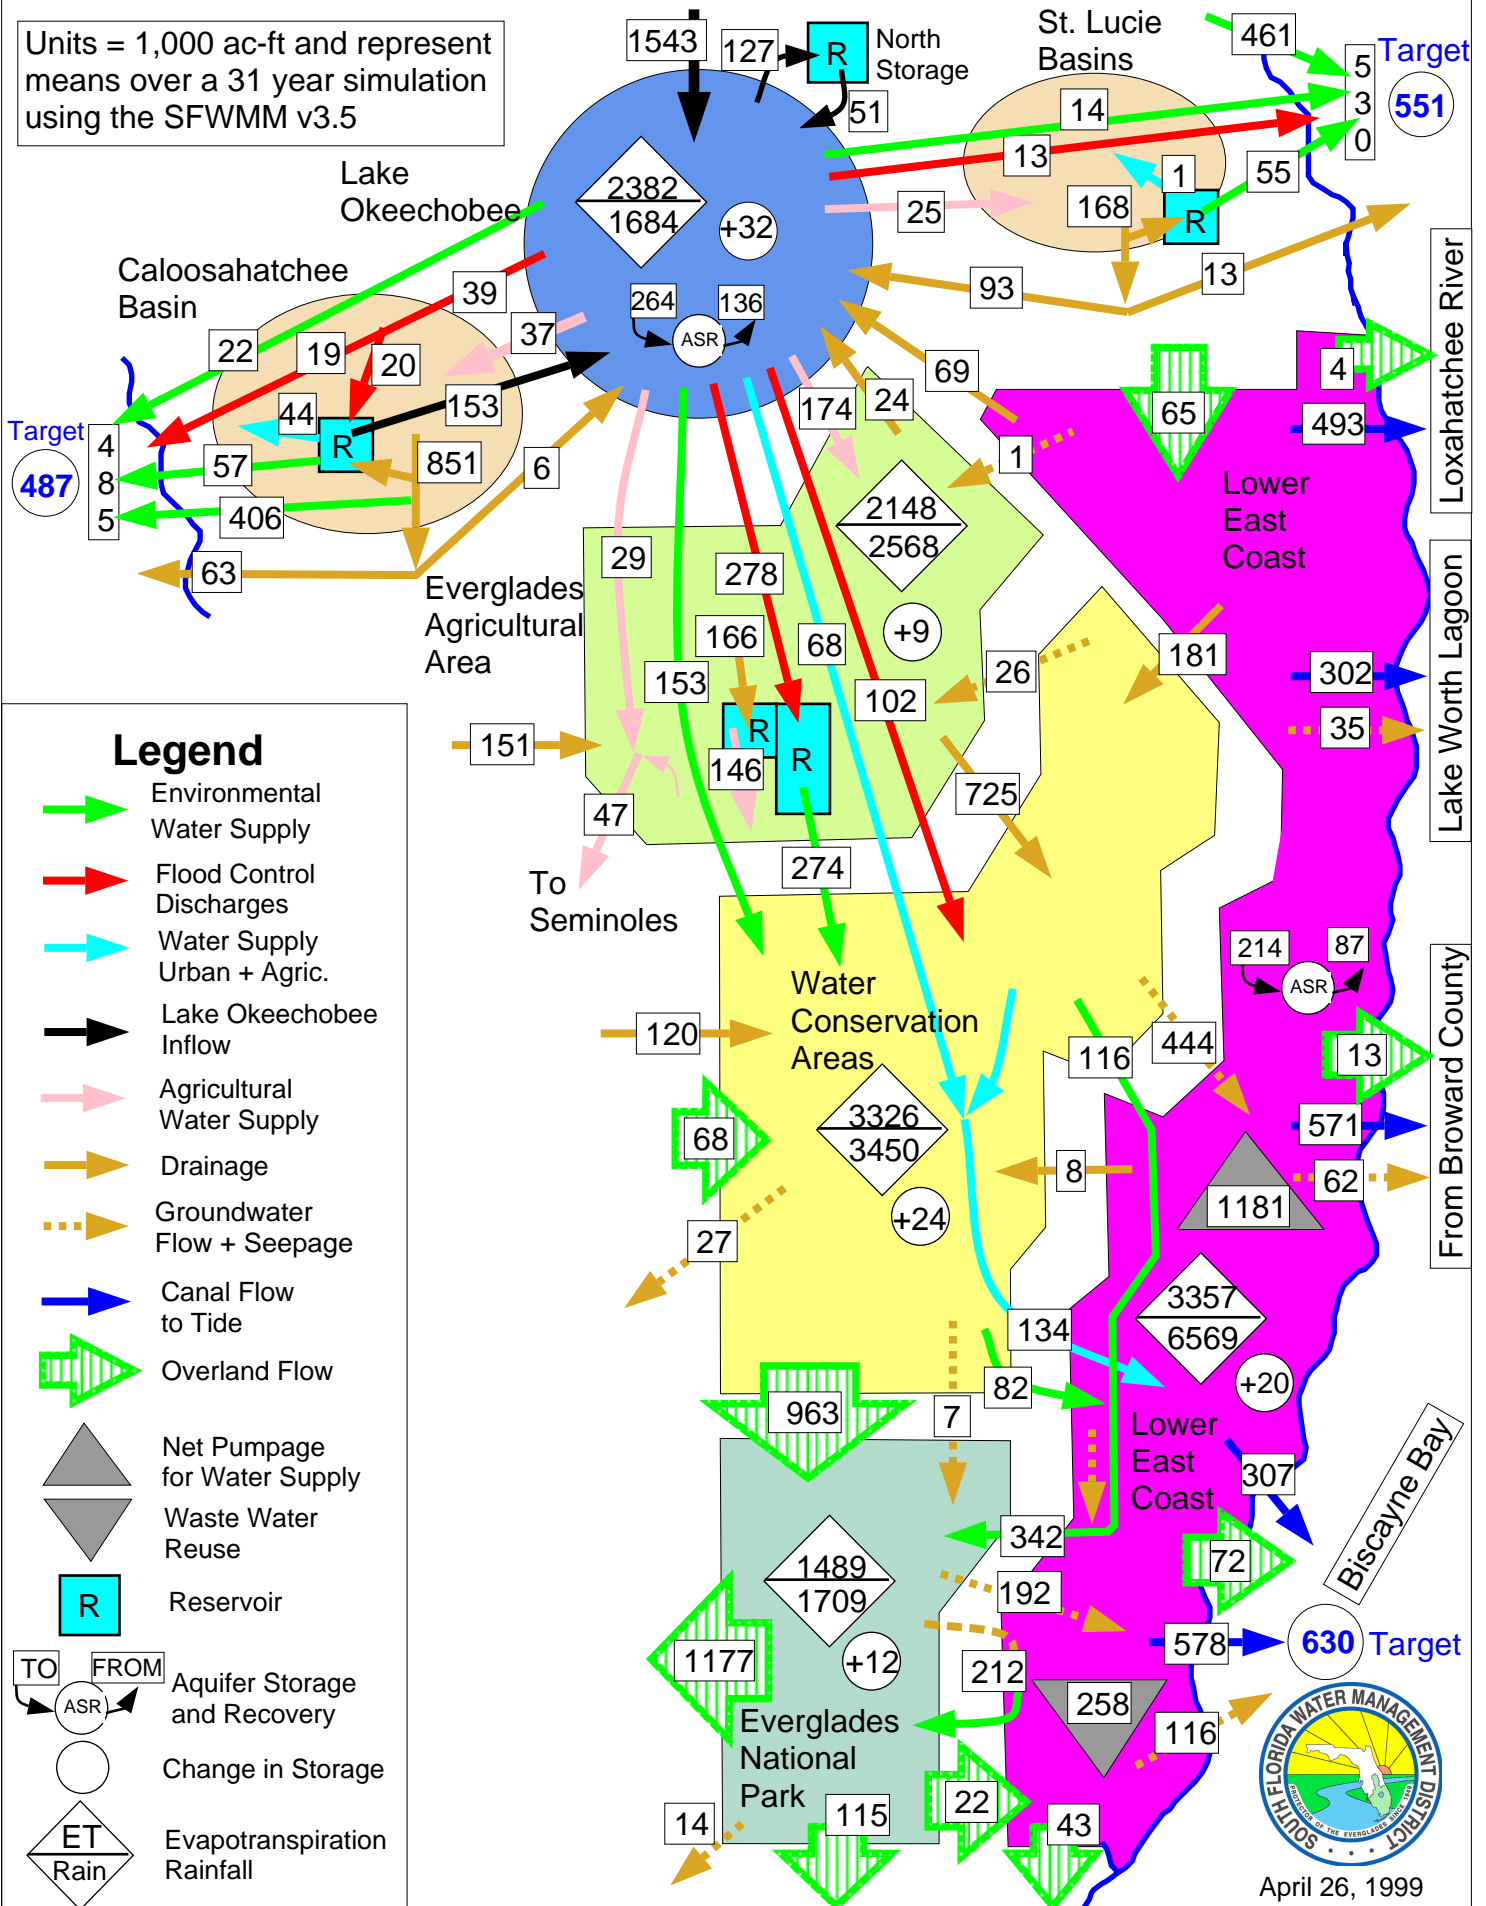 Units = 1,000 ac-ft and represent
means over a 31 year simulation
using the SFWMM v3.5
1543
127
R
North
Storage
51
St. Lucie
Basins
461
5
3
0
Target
551
14
13
1
55
168
R
25
93
13
Lake
Okeechobee
2382
1684
+32
264
ASR
136
Caloosahatchee
Basin
39
37
22
19
20
153
44
R
57
851
406
6
63
Target
487
4
8
5
69
24
174
1
65
4
493
Loxahatchee River
Lower
East
Coast
2148
2568
29
278
+9
Everglades
Agricultural
Area
166
68
153
102
26
181
302
35
Lake Worth Lagoon
151
R
R
146
725
47
274
To
Seminoles
214
ASR
87
Water
Conservation
Areas
120
116
444
13
571
62
From Broward County
68
3326
3450
8
1181
+24
27
3357
6569
134
+20
82
963
7
Lower
East
Coast
307
Biscayne Bay
342
72
1489
1709
192
578
630
Target
1177
+12
212
258
116
Everglades
National
Park
14
115
22
43
SOUTH FLORIDA WATER MANAGEMENT DISTRICT
PROTECTOR OF THE EVERGLADES SINCE 1949
April 26, 1999
Legend
Environmental
Water Supply
Flood Control
Discharges
Water Supply
Urban + Agric.
Lake Okeechobee
Inflow
Agricultural
Water Supply
Drainage
Groundwater
Flow + Seepage
Canal Flow
to Tide
Overland Flow
Net Pumpage
for Water Supply
Waste Water
Reuse
R
Reservoir
TO
FROM
ASR
Aquifer Storage
and Recovery
Change in Storage
ET
Rain
Evapotranspiration
Rainfall